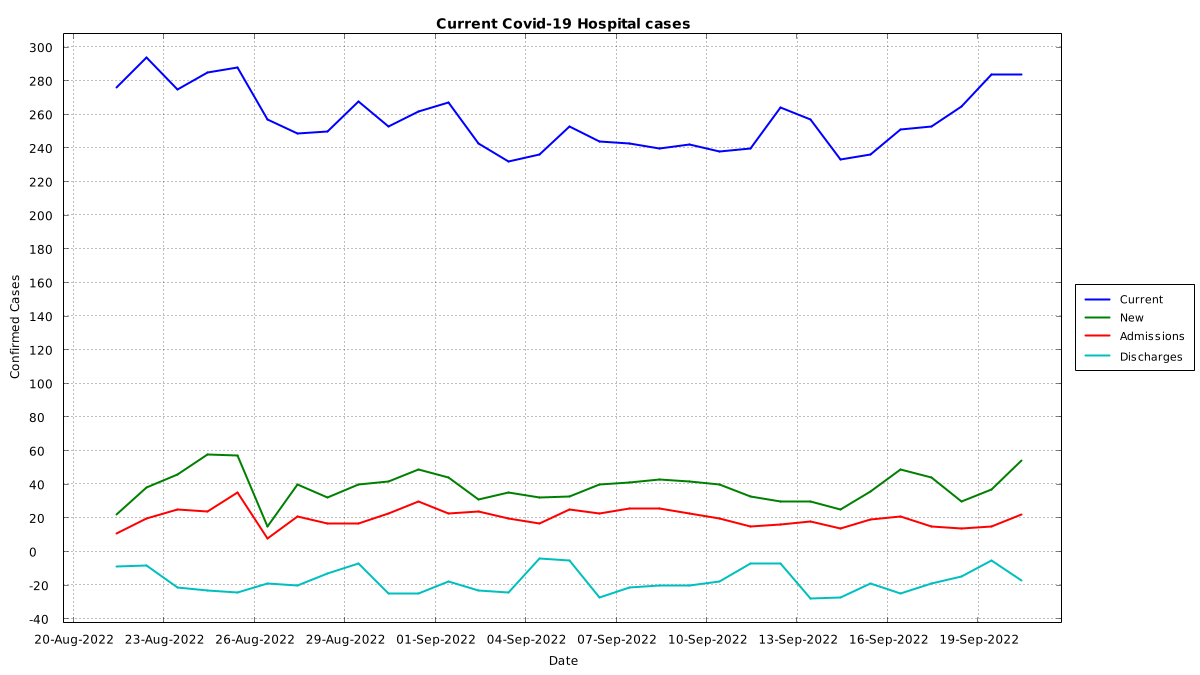 Current Covid-19 Hospital cases
300
280
260
240
220
200
180
160
140
120
100
80
60
40
20
0
-20
-40
Confirmed Cases
20-Aug-2022 23-Aug-2022 26-Aug-2022 29-Aug-2022 01-Sep-2022 04-Sep-2022 07-Sep-2022 10-Sep-2022 13-Sep-2022 16-Sep-2022 19-Sep-2022
Date
Current
New
Admissions
Discharges